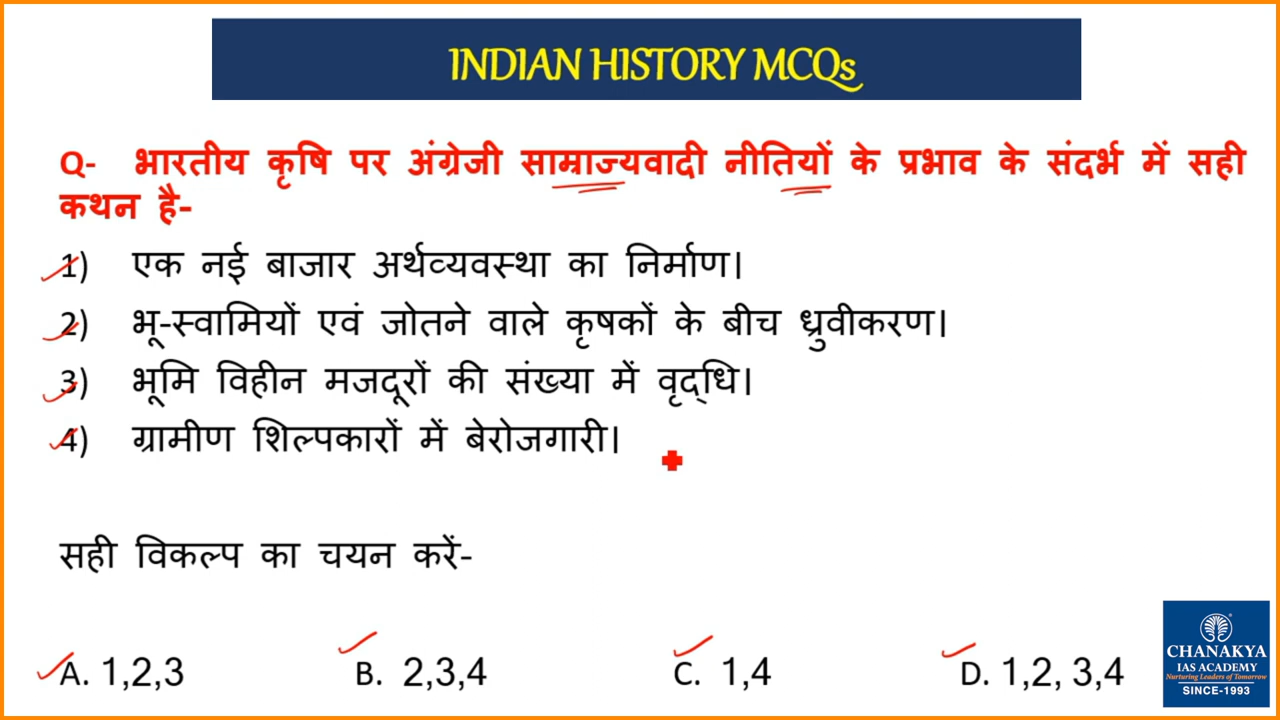 INDIAN HISTORY MCQs
Q- भारतीय कृषि पर अंग्रेजी साम्राज्यवादी नीतियों के प्रभाव के संदर्भ में सही
कथन है-
1) एक नई बाजार अर्थव्यवस्था का निर्माण।
2) भू-स्वामियों एवं जोतने वाले कृषकों के बीच ध्रुवीकरण।
3) भूमि विहीन मजदूरों की संख्या में वृद्धि।
4) ग्रामीण शिल्पकारों में बेरोजगारी।
सही विकल्प का चयन करें-
A. 1,2,3 B. 2,3,4 C. 1,4 D. 1,2, 3,4
CHANAKYA
IAS ACADEMY
Nurturing Leaders of Tomorrow
SINCE-1993